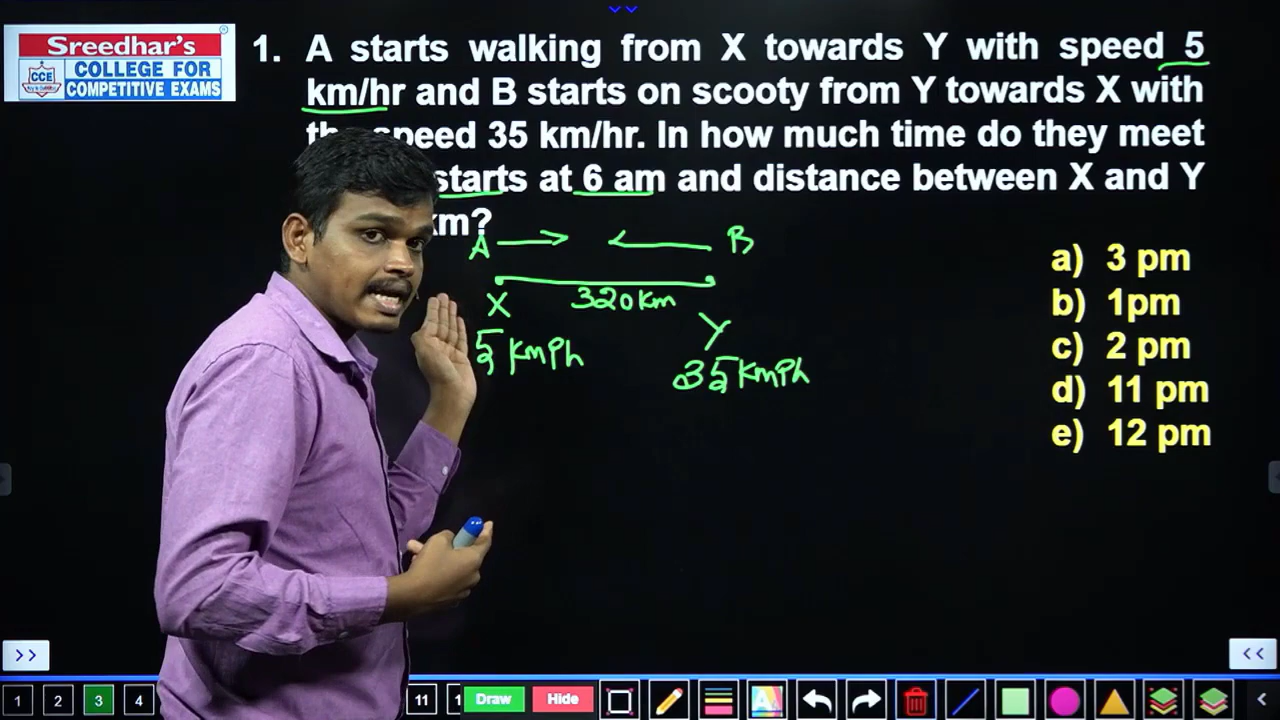 Sreedhar's
CCE
COLLEGE FOR
COMPETITIVE EXAMS
1. A starts walking from X towards Y with speed 5
km/hr and B starts on scooty from Y towards X with
speed 35 km/hr. In how much time do they meet
starts at 6 am and distance between X and Y
km?
A B
X 320 Km Y
5 KmPh
35 KmPh
a) 3 pm
b) 1pm
c) 2 pm
d) 11 pm
e) 12 pm
>> <<
1 2 3 4 11 1 Draw Hide A